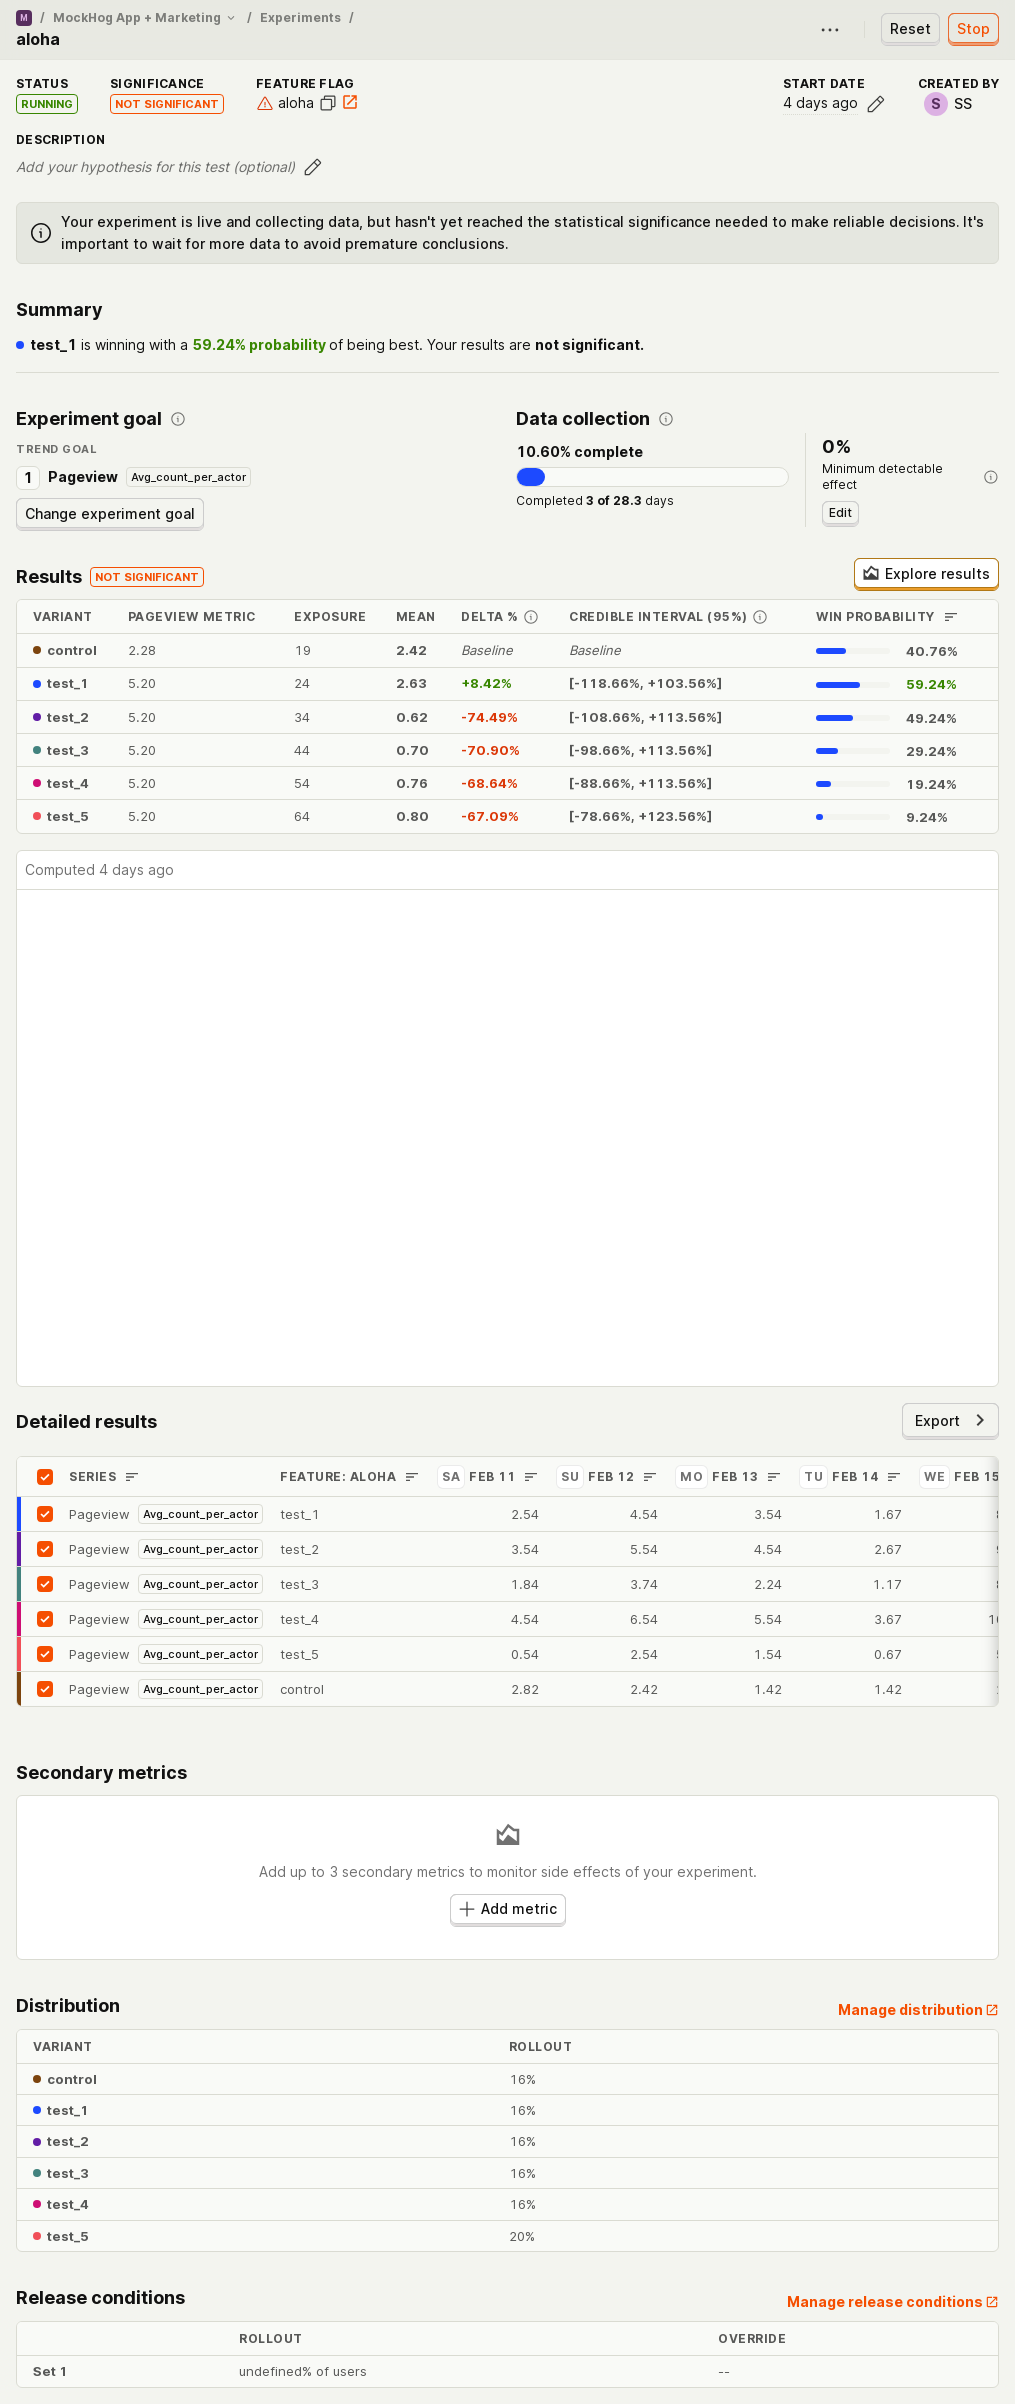 M / MockHog App + Marketing / Experiments /
aloha
Reset Stop
STATUS SIGNIFICANCE FEATURE FLAG START DATE CREATED BY
RUNNING NOT SIGNIFICANT aloha 4 days ago S SS
DESCRIPTION
Add your hypothesis for this test (optional)
Your experiment is live and collecting data, but hasn't yet reached the statistical significance needed to make reliable decisions. It's
important to wait for more data to avoid premature conclusions.
Summary
test_1 is winning with a 59.24% probability of being best. Your results are not significant.
Experiment goal
TREND GOAL
1 Pageview Avg_count_per_actor
Change experiment goal
Data collection
10.60% complete
Completed 3 of 28.3 days
0%
Minimum detectable
effect
Edit
Results NOT SIGNIFICANT Explore results
VARIANT PAGEVIEW METRIC EXPOSURE MEAN DELTA % CREDIBLE INTERVAL (95%) WIN PROBABILITY
control 2.28 19 2.42 Baseline Baseline 40.76%
test_1 5.20 24 2.63 +8.42% [-118.66%, +103.56%] 59.24%
test_2 5.20 34 0.62 -74.49% [-108.66%, +113.56%] 49.24%
test_3 5.20 44 0.70 -70.90% [-98.66%, +113.56%] 29.24%
test_4 5.20 54 0.76 -68.64% [-88.66%, +113.56%] 19.24%
test_5 5.20 64 0.80 -67.09% [-78.66%, +123.56%] 9.24%
Computed 4 days ago
Detailed results Export
SERIES FEATURE: ALOHA SA FEB 11 SU FEB 12 MO FEB 13 TU FEB 14 WE FEB 15
Pageview Avg_count_per_actor test_1 2.54 4.54 3.54 1.67
Pageview Avg_count_per_actor test_2 3.54 5.54 4.54 2.67
Pageview Avg_count_per_actor test_3 1.84 3.74 2.24 1.17
Pageview Avg_count_per_actor test_4 4.54 6.54 5.54 3.67
Pageview Avg_count_per_actor test_5 0.54 2.54 1.54 0.67
Pageview Avg_count_per_actor control 2.82 2.42 1.42 1.42
Secondary metrics
Add up to 3 secondary metrics to monitor side effects of your experiment.
Add metric
Distribution Manage distribution
VARIANT ROLLOUT
control 16%
test_1 16%
test_2 16%
test_3 16%
test_4 16%
test_5 20%
Release conditions Manage release conditions
ROLLOUT OVERRIDE
Set 1 undefined% of users --